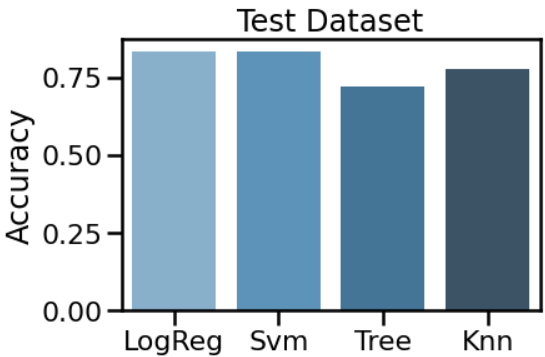 Test Dataset
Accuracy
0.75
0.50
0.25
0.00
LogReg Svm Tree Knn